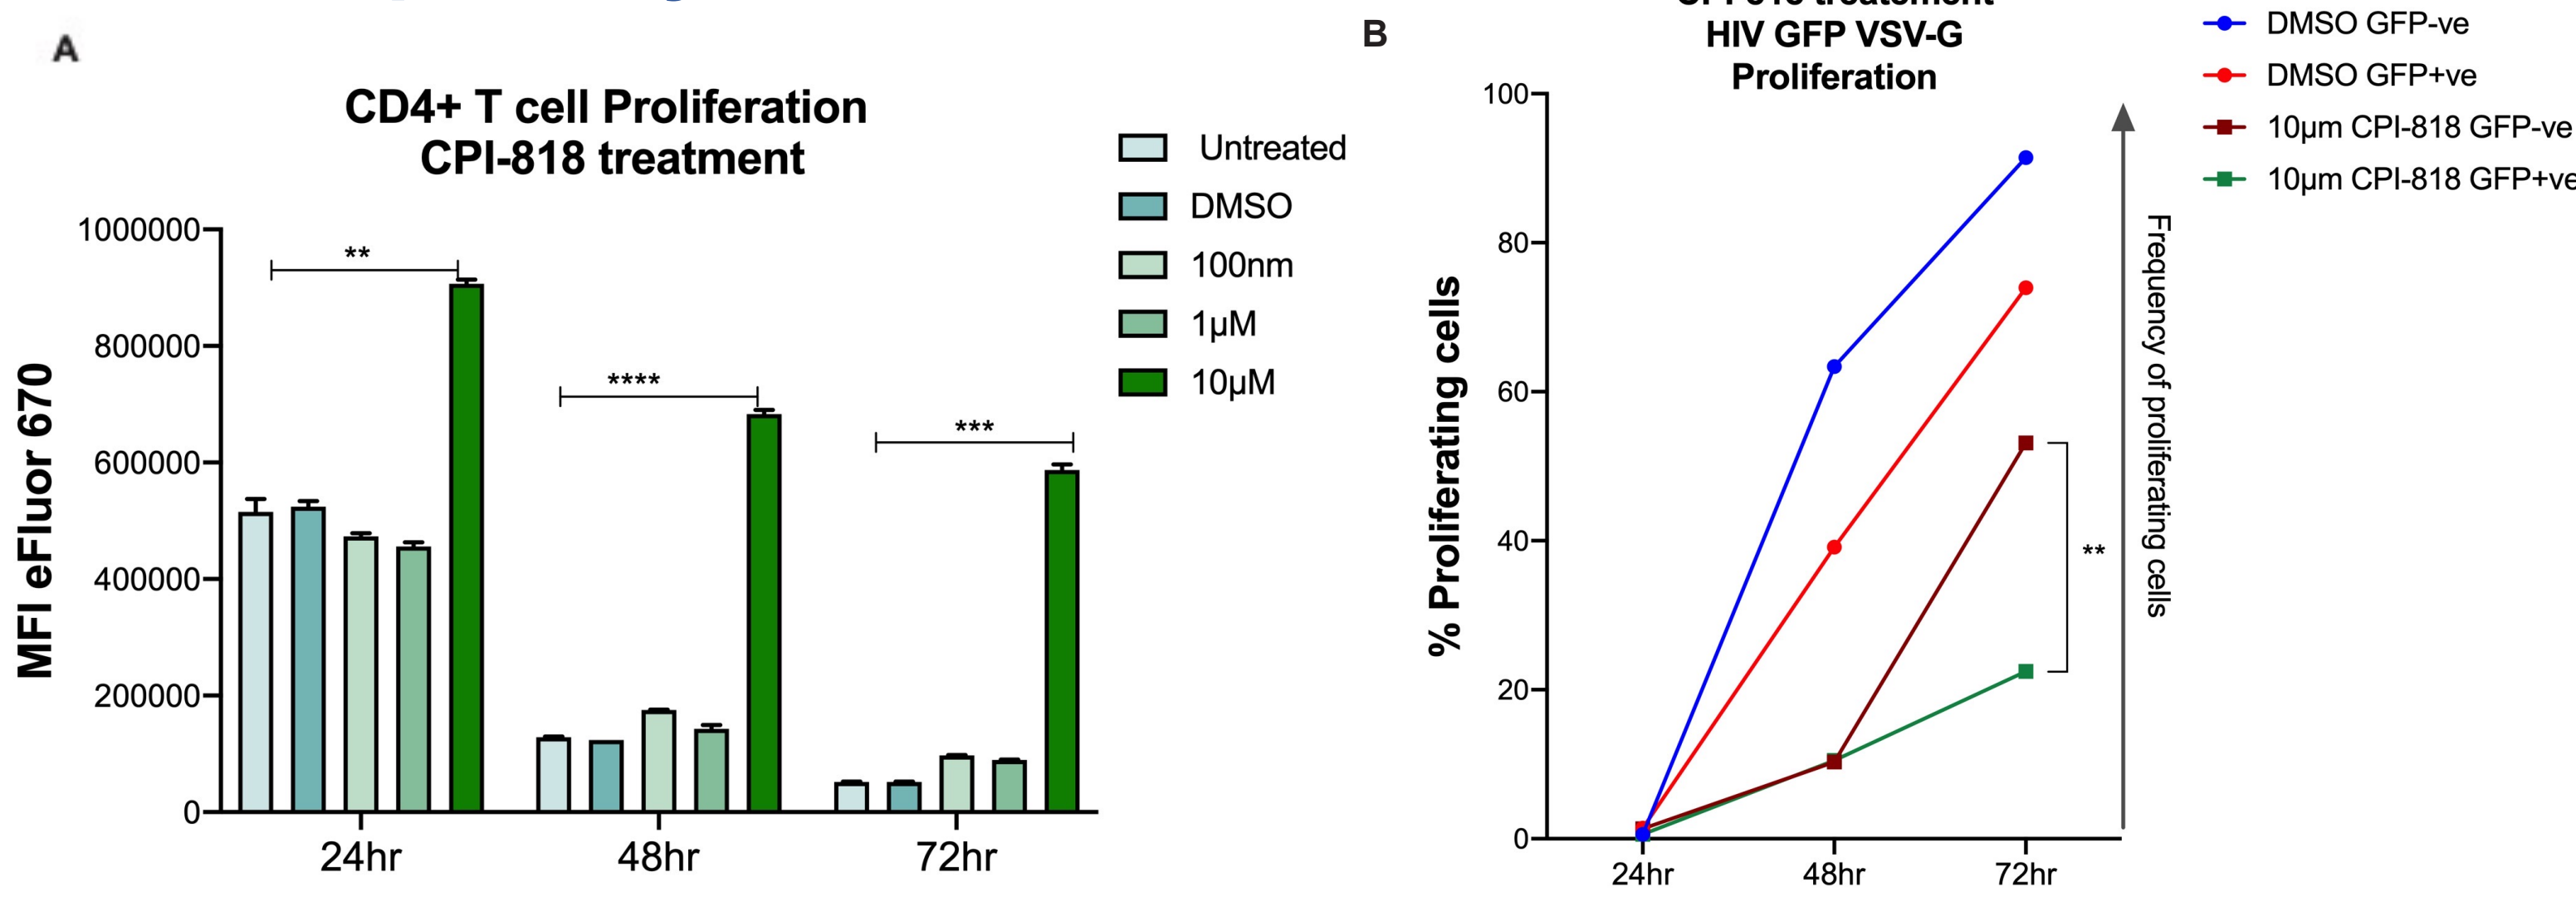 A
CD4+ T cell Proliferation
CPI-818 treatment
MFI eFluor 670
1000000
800000
600000
400000
200000
0
**
****
***
24hr
48hr
72hr
Untreated
DMSO
100nm
1µM
10µM
B
HIV GFP VSV-G
Proliferation
% Proliferating cells
100
80
60
40
20
0
24hr
48hr
72hr
**
Frequency of proliferating cells
DMSO GFP-ve
DMSO GFP+ve
10µm CPI-818 GFP-ve
10µm CPI-818 GFP+ve